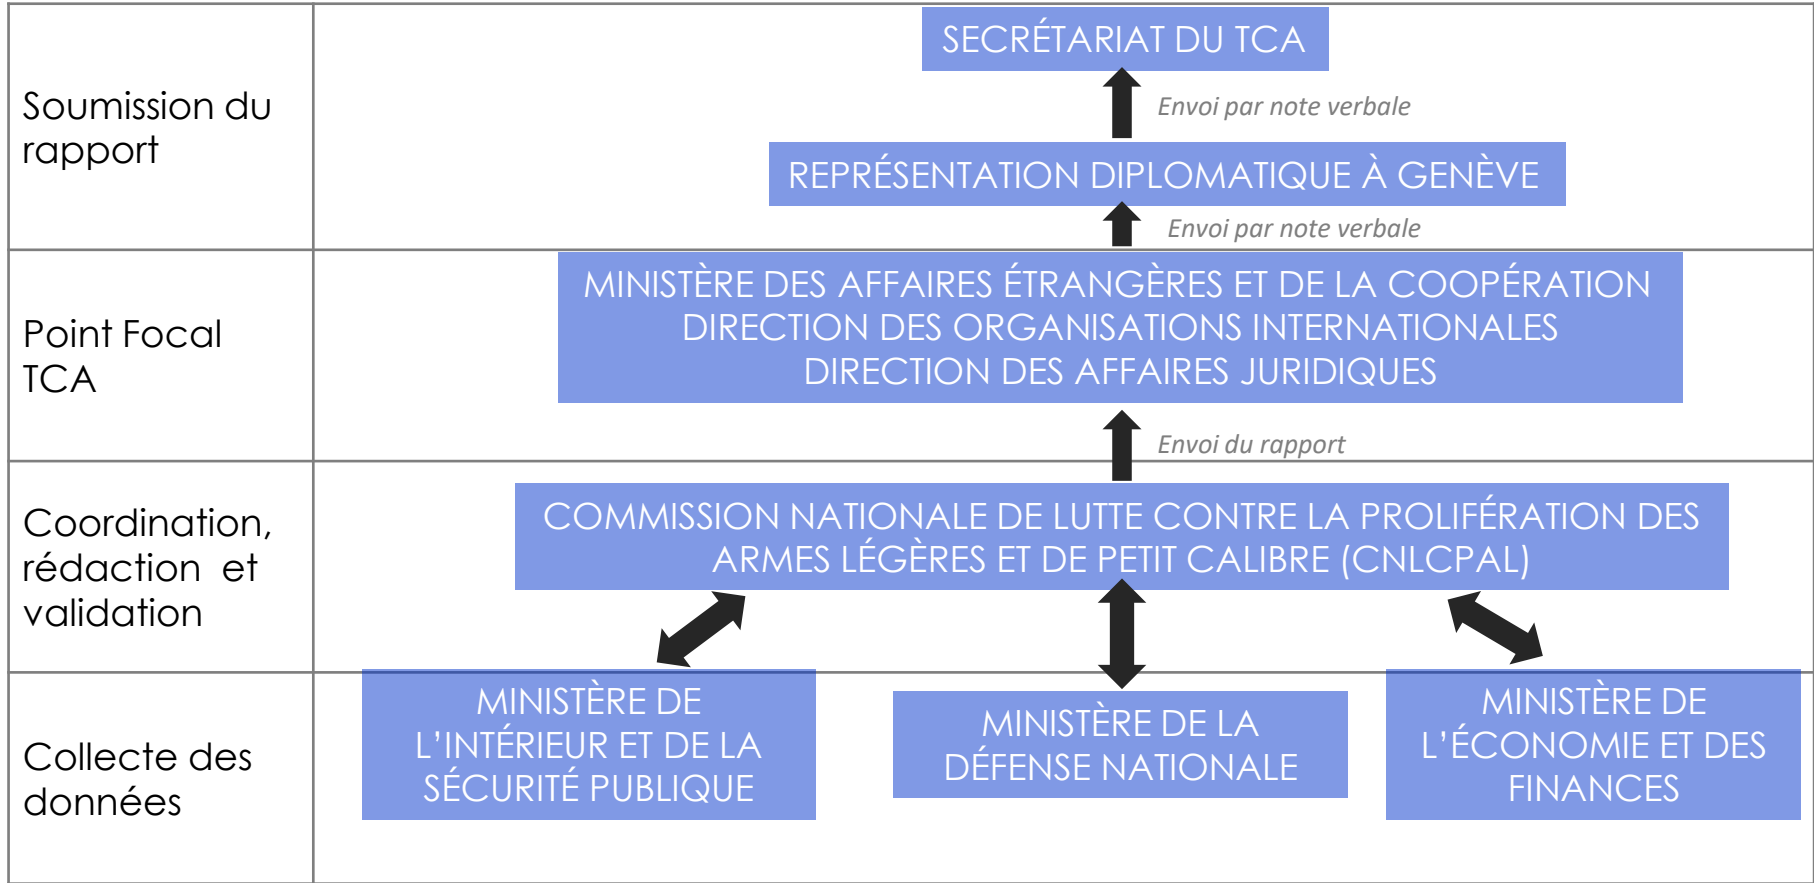 SECRÉTARIAT DU TCA
Soumission du
rapport
Envoi par note verbale
REPRÉSENTATION DIPLOMATIQUE À GENÈVE
Envoi par note verbale
Point Focal
TCA
MINISTÈRE DES AFFAIRES ÉTRANGÈRES ET DE LA COOPÉRATION
DIRECTION DES ORGANISATIONS INTERNATIONALES
DIRECTION DES AFFAIRES JURIDIQUES
Envoi du rapport
Coordination,
rédaction et
validation
COMMISSION NATIONALE DE LUTTE CONTRE LA PROLIFÉRATION DES
ARMES LÉGÈRES ET DE PETIT CALIBRE (CNLCPAL)
Collecte des
données
MINISTÈRE DE
L'INTÉRIEUR ET DE LA
SÉCURITÉ PUBLIQUE
MINISTÈRE DE LA
DÉFENSE NATIONALE
MINISTÈRE DE
L'ÉCONOMIE ET DES
FINANCES